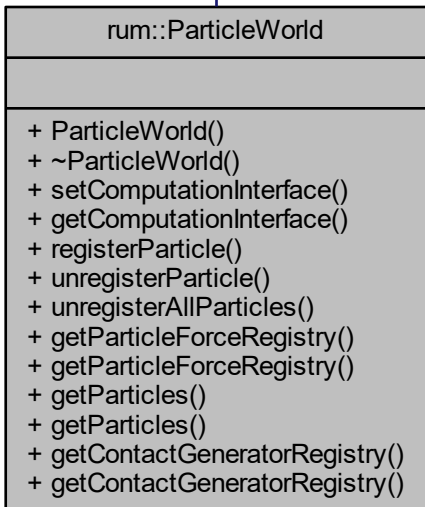 rum::ParticleWorld
+ ParticleWorld()
+ ~ParticleWorld()
+ setComputationInterface()
+ getComputationInterface()
+ registerParticle()
+ unregisterParticle()
+ unregisterAllParticles()
+ getParticleForceRegistry()
+ getParticleForceRegistry()
+ getParticles()
+ getParticles()
+ getContactGeneratorRegistry()
+ getContactGeneratorRegistry()